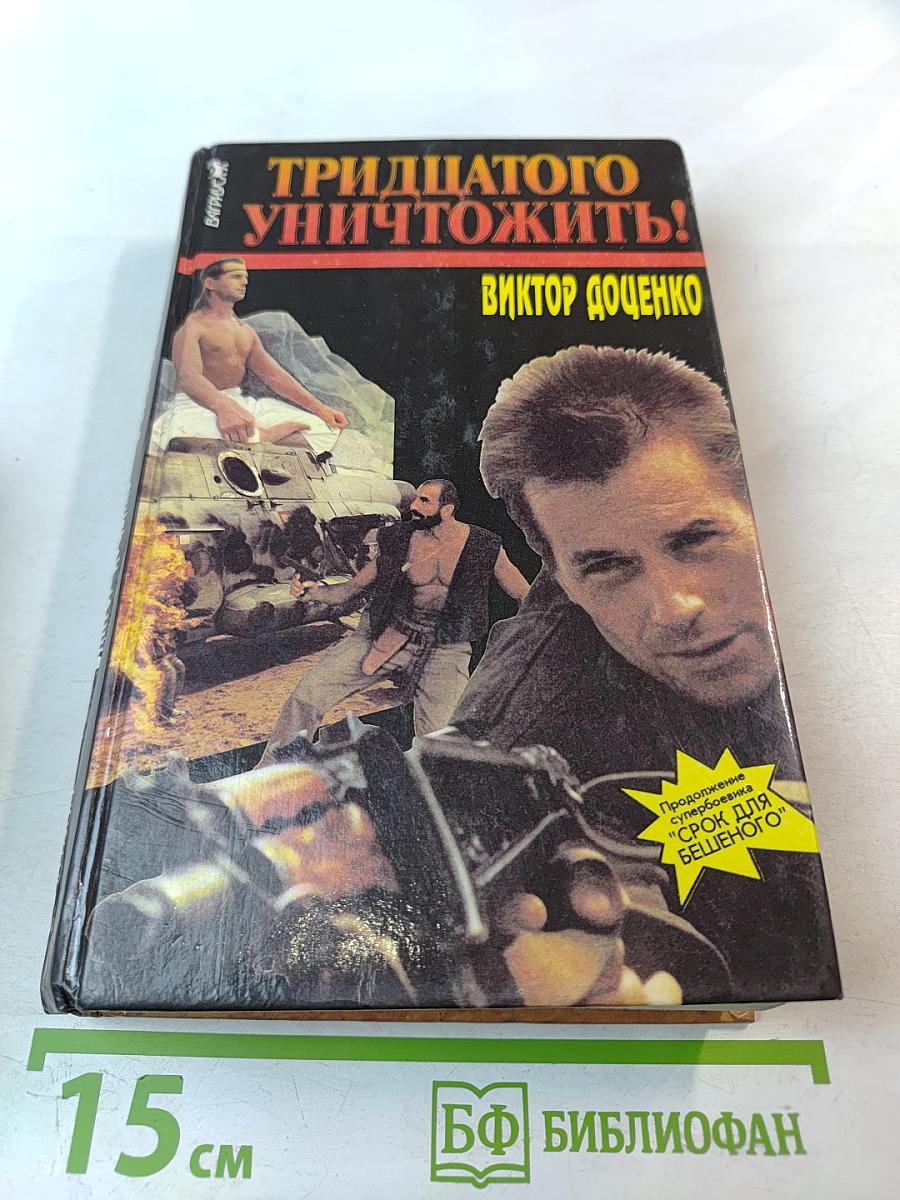 ВАГРИУС
ТРИДЦАТОГО
УНИЧТОЖИТЬ!
ВИКТОР ДОЦЕНКО
Продолжение
супербоевика
"СРОК ДЛЯ
БЕШЕНОГО"
15 см
БФ БИБЛИОФАН